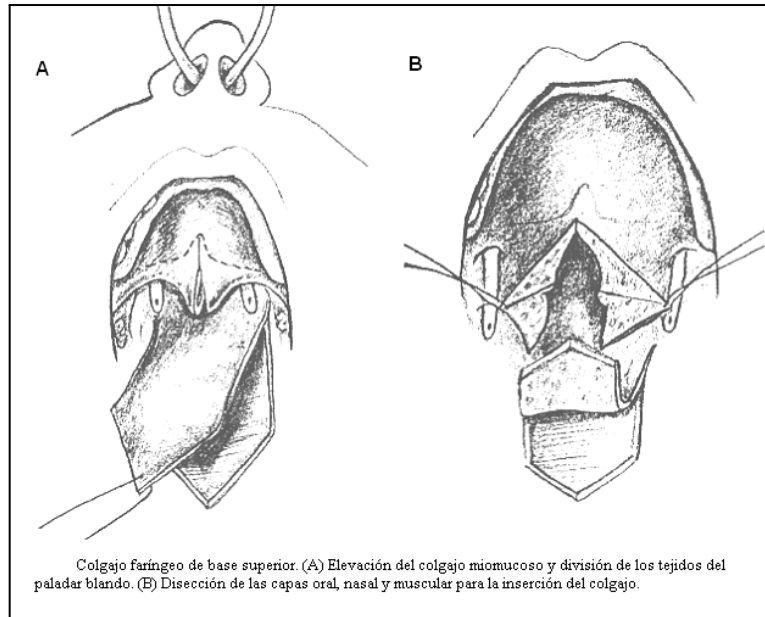 A
B
Colgajo faríngeo de base superior. (A) Elevación del colgajo miomucoso y división de los tejidos del
paladar blando. (B) Disección de las capas oral, nasal y muscular para la inserción del colgajo.